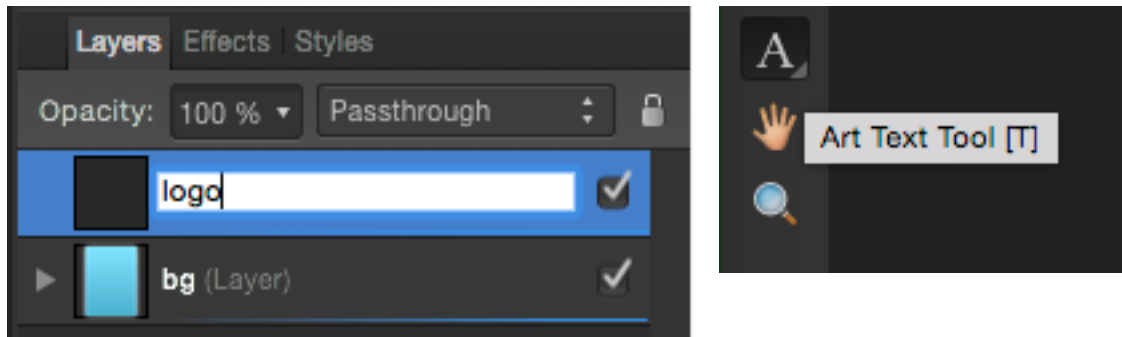 Layers Effects Styles
Opacity: 100 % Passthrough
logo
bg (Layer)
A
Art Text Tool [T]